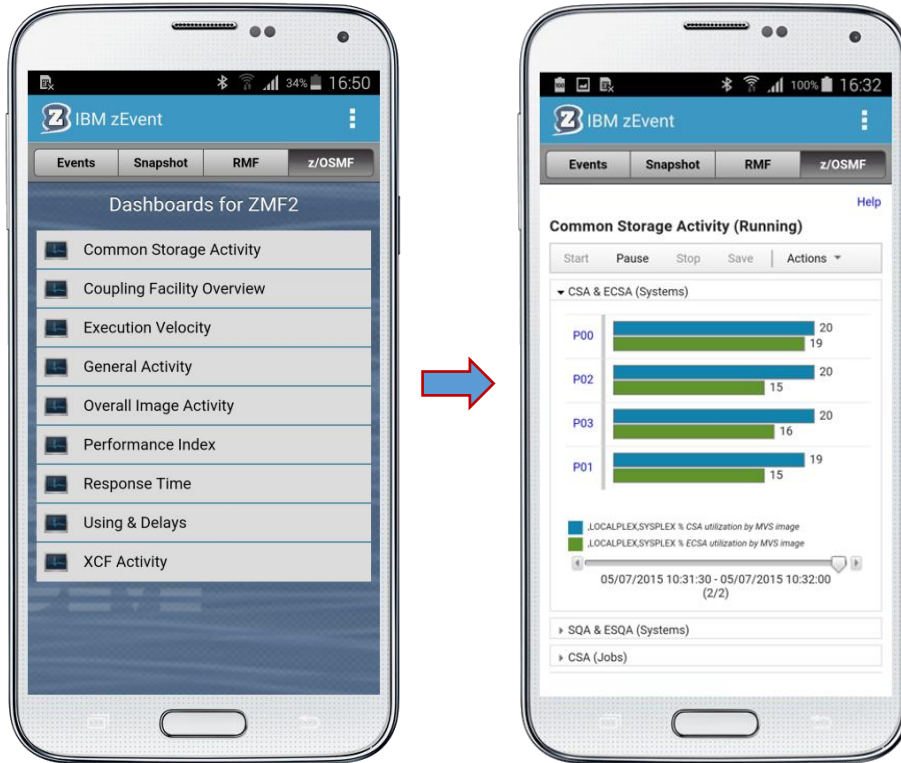 34% 16:50
IBM zEvent
Events Snapshot RMF z/OSMF
Dashboards for ZMF2
Common Storage Activity
Coupling Facility Overview
Execution Velocity
General Activity
Overall Image Activity
Performance Index
Response Time
Using & Delays
XCF Activity
100% 16:32
IBM zEvent
Events Snapshot RMF z/OSMF
Help
Common Storage Activity (Running)
Start Pause Stop Save Actions
CSA & ECSA (Systems)
P00 20
19
P02 20
15
P03 20
16
P01 19
15
,LOCALPLEX,SYSPLEX % CSA utilization by MVS image
,LOCALPLEX,SYSPLEX % ECSA utilization by MVS image
05/07/2015 10:31:30 - 05/07/2015 10:32:00
(2/2)
SQA & ESQA (Systems)
CSA (Jobs)